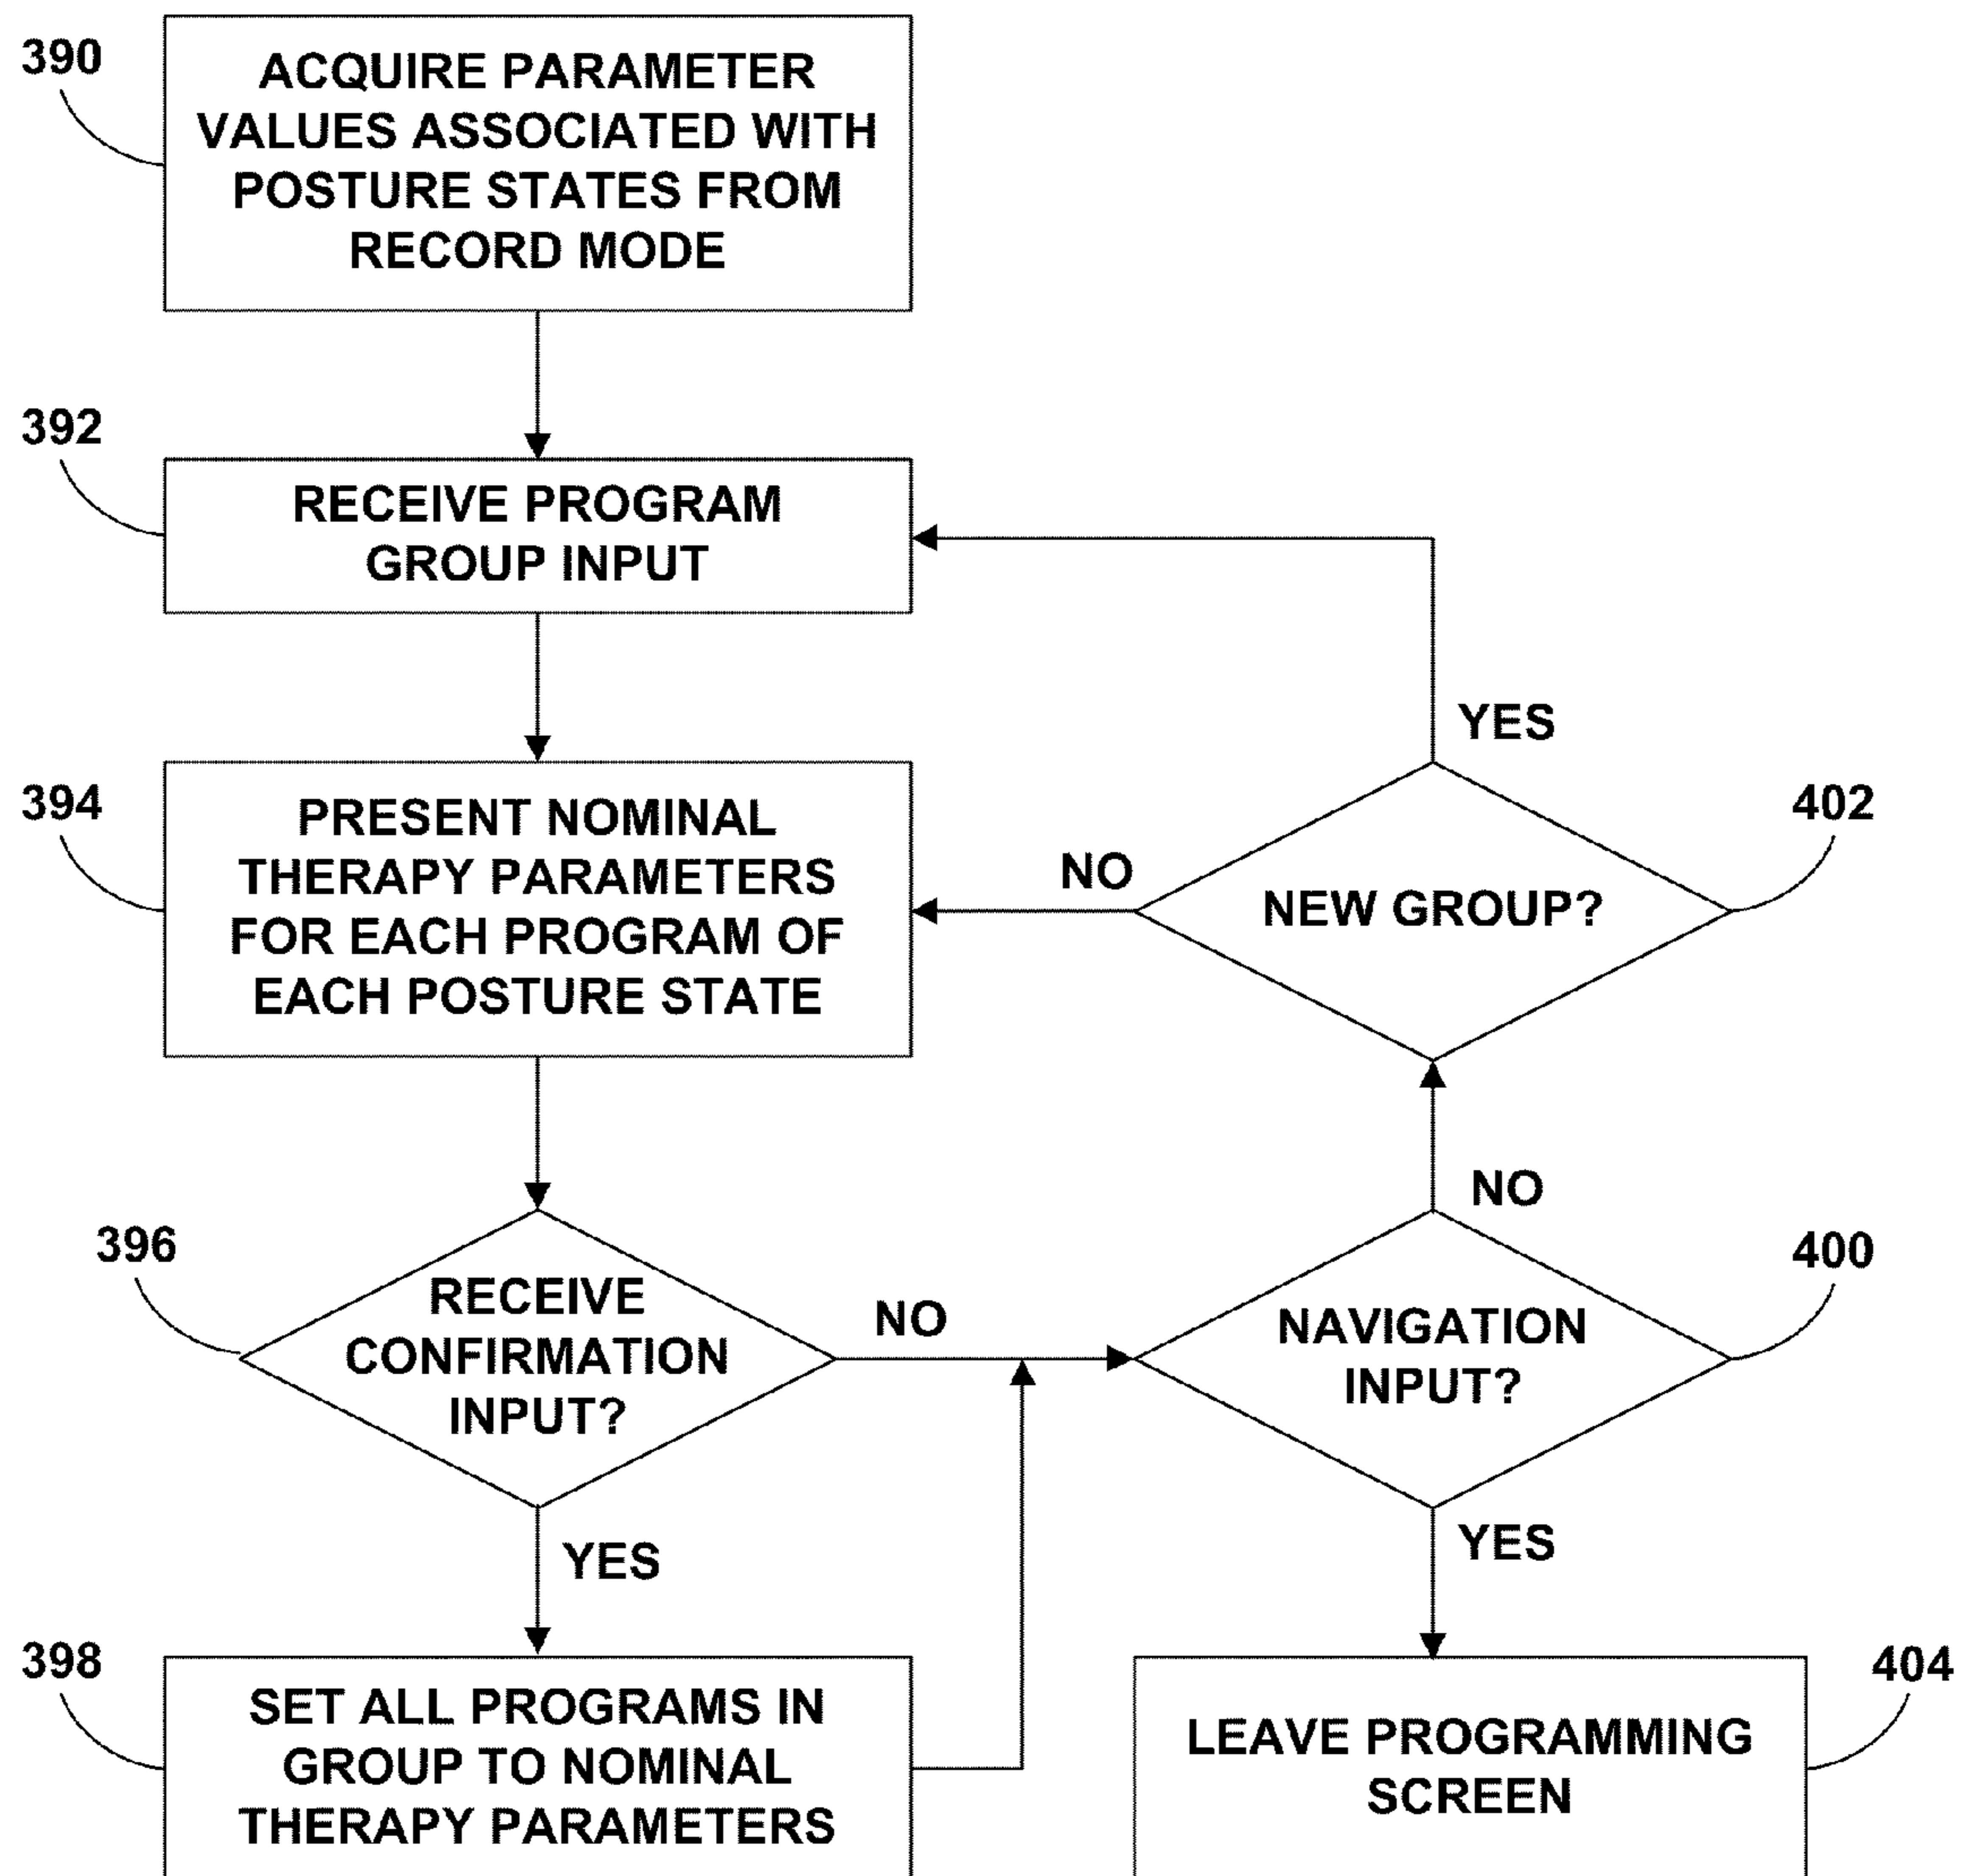 390
ACQUIRE PARAMETER
VALUES ASSOCIATED WITH
POSTURE STATES FROM
RECORD MODE
392
RECEIVE PROGRAM
GROUP INPUT
YES
394
PRESENT NOMINAL
THERAPY PARAMETERS
FOR EACH PROGRAM OF
EACH POSTURE STATE
NO
NEW GROUP?
402
396
RECEIVE
CONFIRMATION
INPUT?
NO
NO
NAVIGATION
INPUT?
400
YES
YES
398
SET ALL PROGRAMS IN
GROUP TO NOMINAL
THERAPY PARAMETERS
LEAVE PROGRAMMING
SCREEN
404